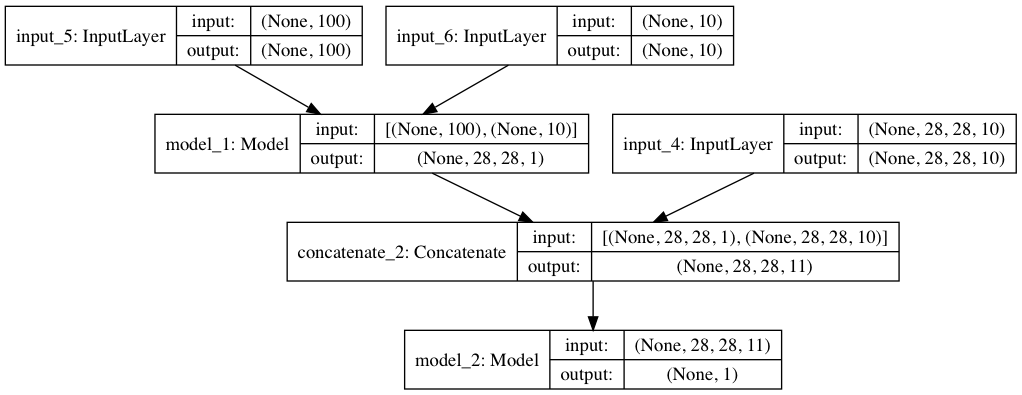 input_5: InputLayer
input: (None, 100)
output: (None, 100)
input_6: InputLayer
input: (None, 10)
output: (None, 10)
model_1: Model
input: [(None, 100), (None, 10)]
output: (None, 28, 28, 1)
input_4: InputLayer
input: (None, 28, 28, 10)
output: (None, 28, 28, 10)
concatenate_2: Concatenate
input: [(None, 28, 28, 1), (None, 28, 28, 10)]
output: (None, 28, 28, 11)
model_2: Model
input: (None, 28, 28, 11)
output: (None, 1)